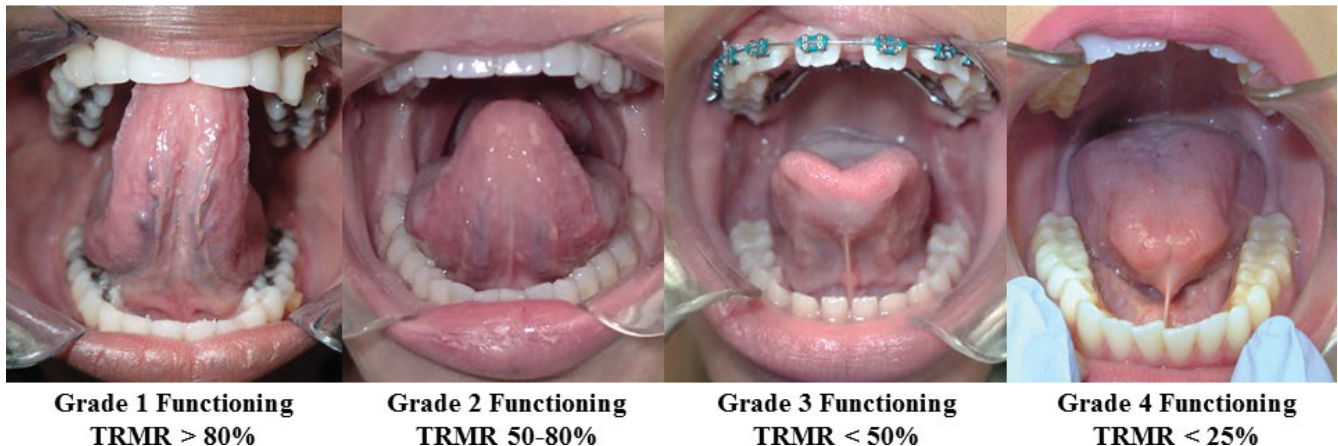 Grade 1 Functioning
TRMR > 80%
Grade 2 Functioning
TRMR 50-80%
Grade 3 Functioning
TRMR < 50%
Grade 4 Functioning
TRMR < 25%